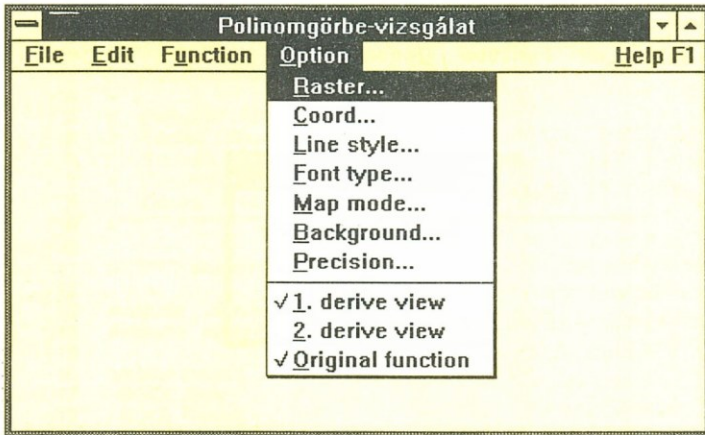 Polinomgörbe-vizsgálat
File Edit Function Option Help F1
Raster...
Coord...
Line style...
Font type...
Map mode...
Background...
Precision...
✓1. derive view
2. derive view
✓Original function